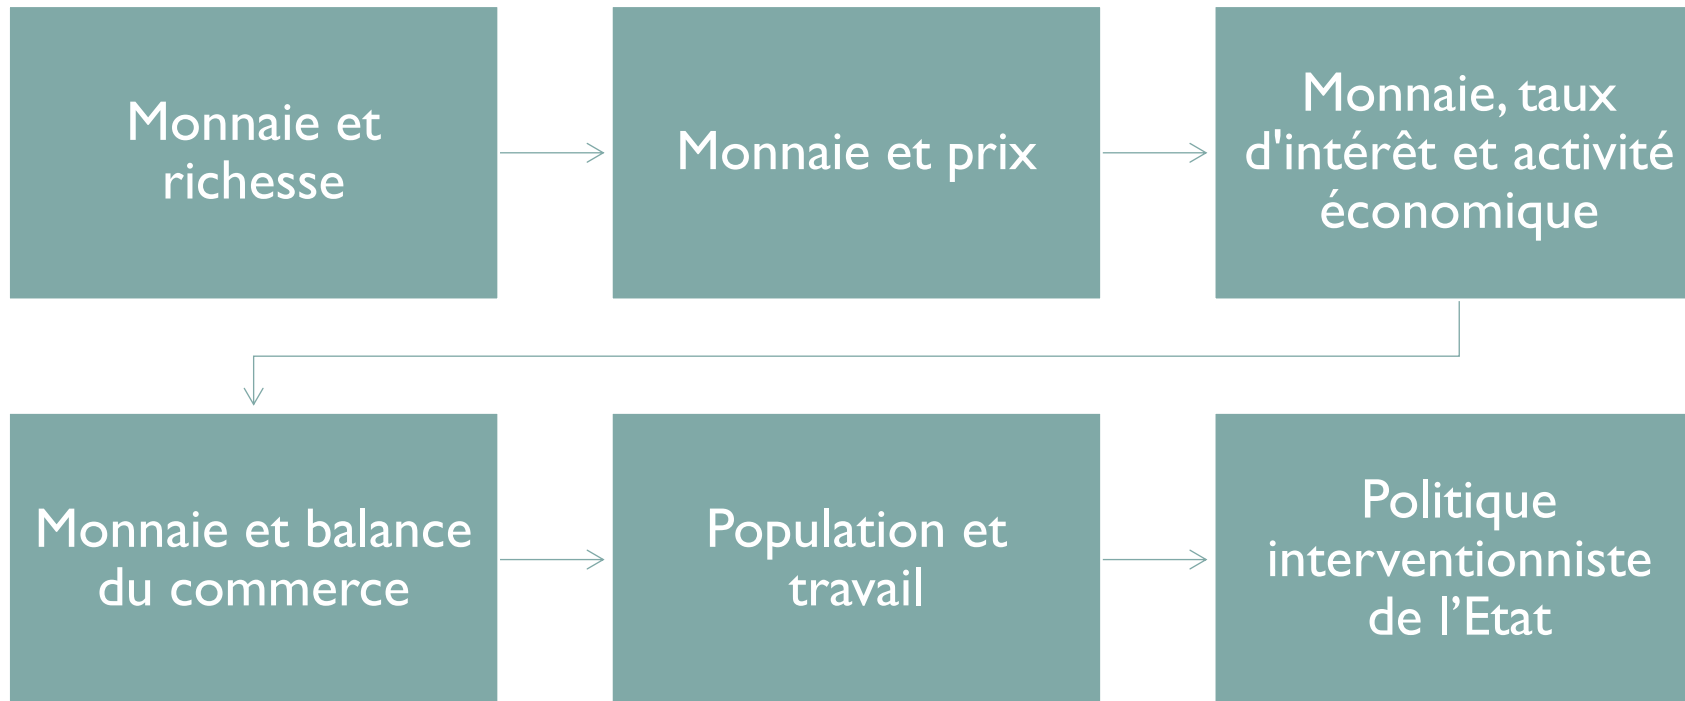 Monnaie et
richesse
Monnaie et prix
Monnaie, taux
d'intérêt et activité
économique
Monnaie et balance
du commerce
Population et
travail
Politique
interventionniste
de l’Etat